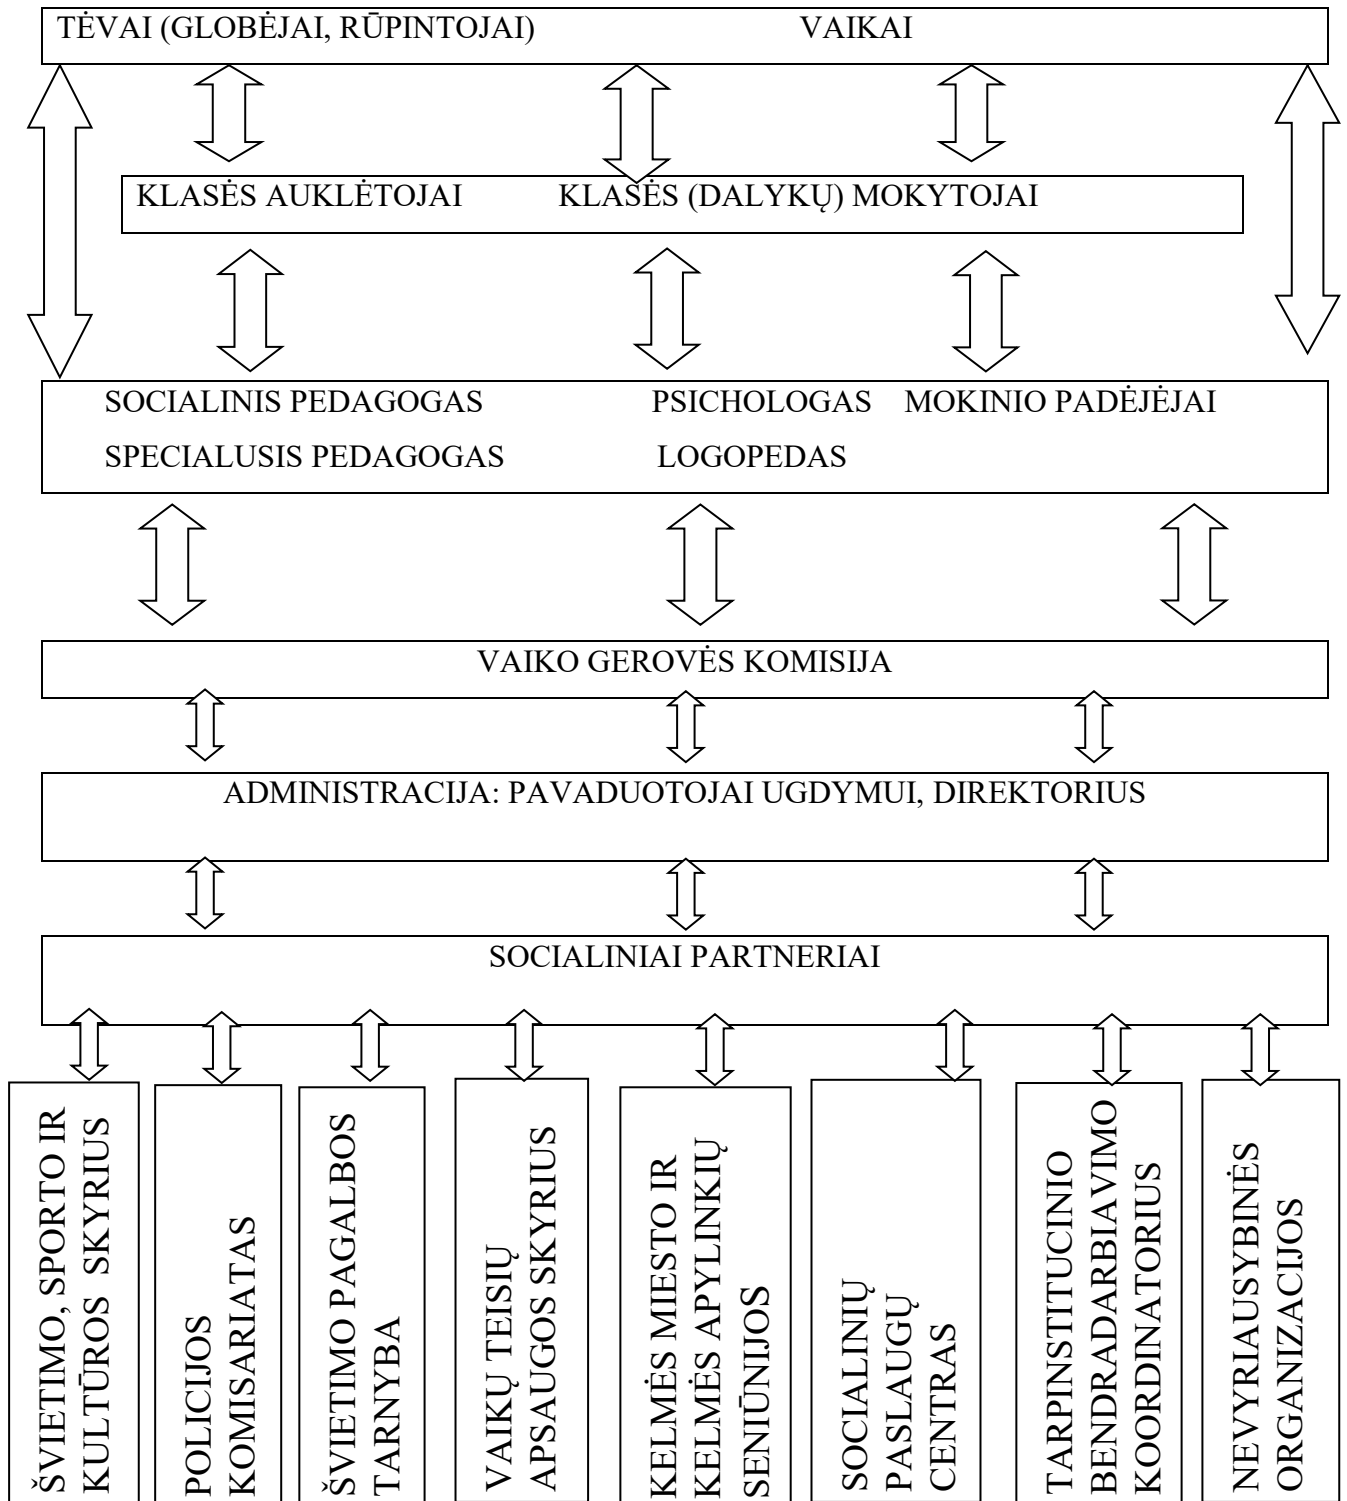 TĖVAI (GLOBĖJAI, RŪPINTOJAI) VAIKAI
KLASĖS AUKLĖTOJAI KLASĖS (DALYKŲ) MOKYTOJAI
SOCIALINIS PEDAGOGAS PSICHOLOGAS MOKINIO PADĖJĖJAI
SPECIALUSIS PEDAGOGAS LOGOPEDAS
VAIKO GEROVĖS KOMISIJA
ADMINISTRACIJA: PAVADUOTOJAI UGDYMUI, DIREKTORIUS
SOCIALINIAI PARTNERIAI
ŠVIETIMO, SPORTO IR
KULTŪROS SKYRIUS
POLICIJOS
KOMISARIATAS
ŠVIETIMO PAGALBOS
TARNYBA
VAIKŲ TEISIŲ
APSAUGOS SKYRIUS
KELMĖS MIESTO IR
KELMĖS APYLINKIŲ
SENIŪNIJOS
SOCIALINIŲ
PASLAUGŲ
CENTRAS
TARPINSTITUCINIO
BENDRADARBIAVIMO
KOORDINATORIUS
NEVYRIAUSYBINĖS
ORGANIZACIJOS